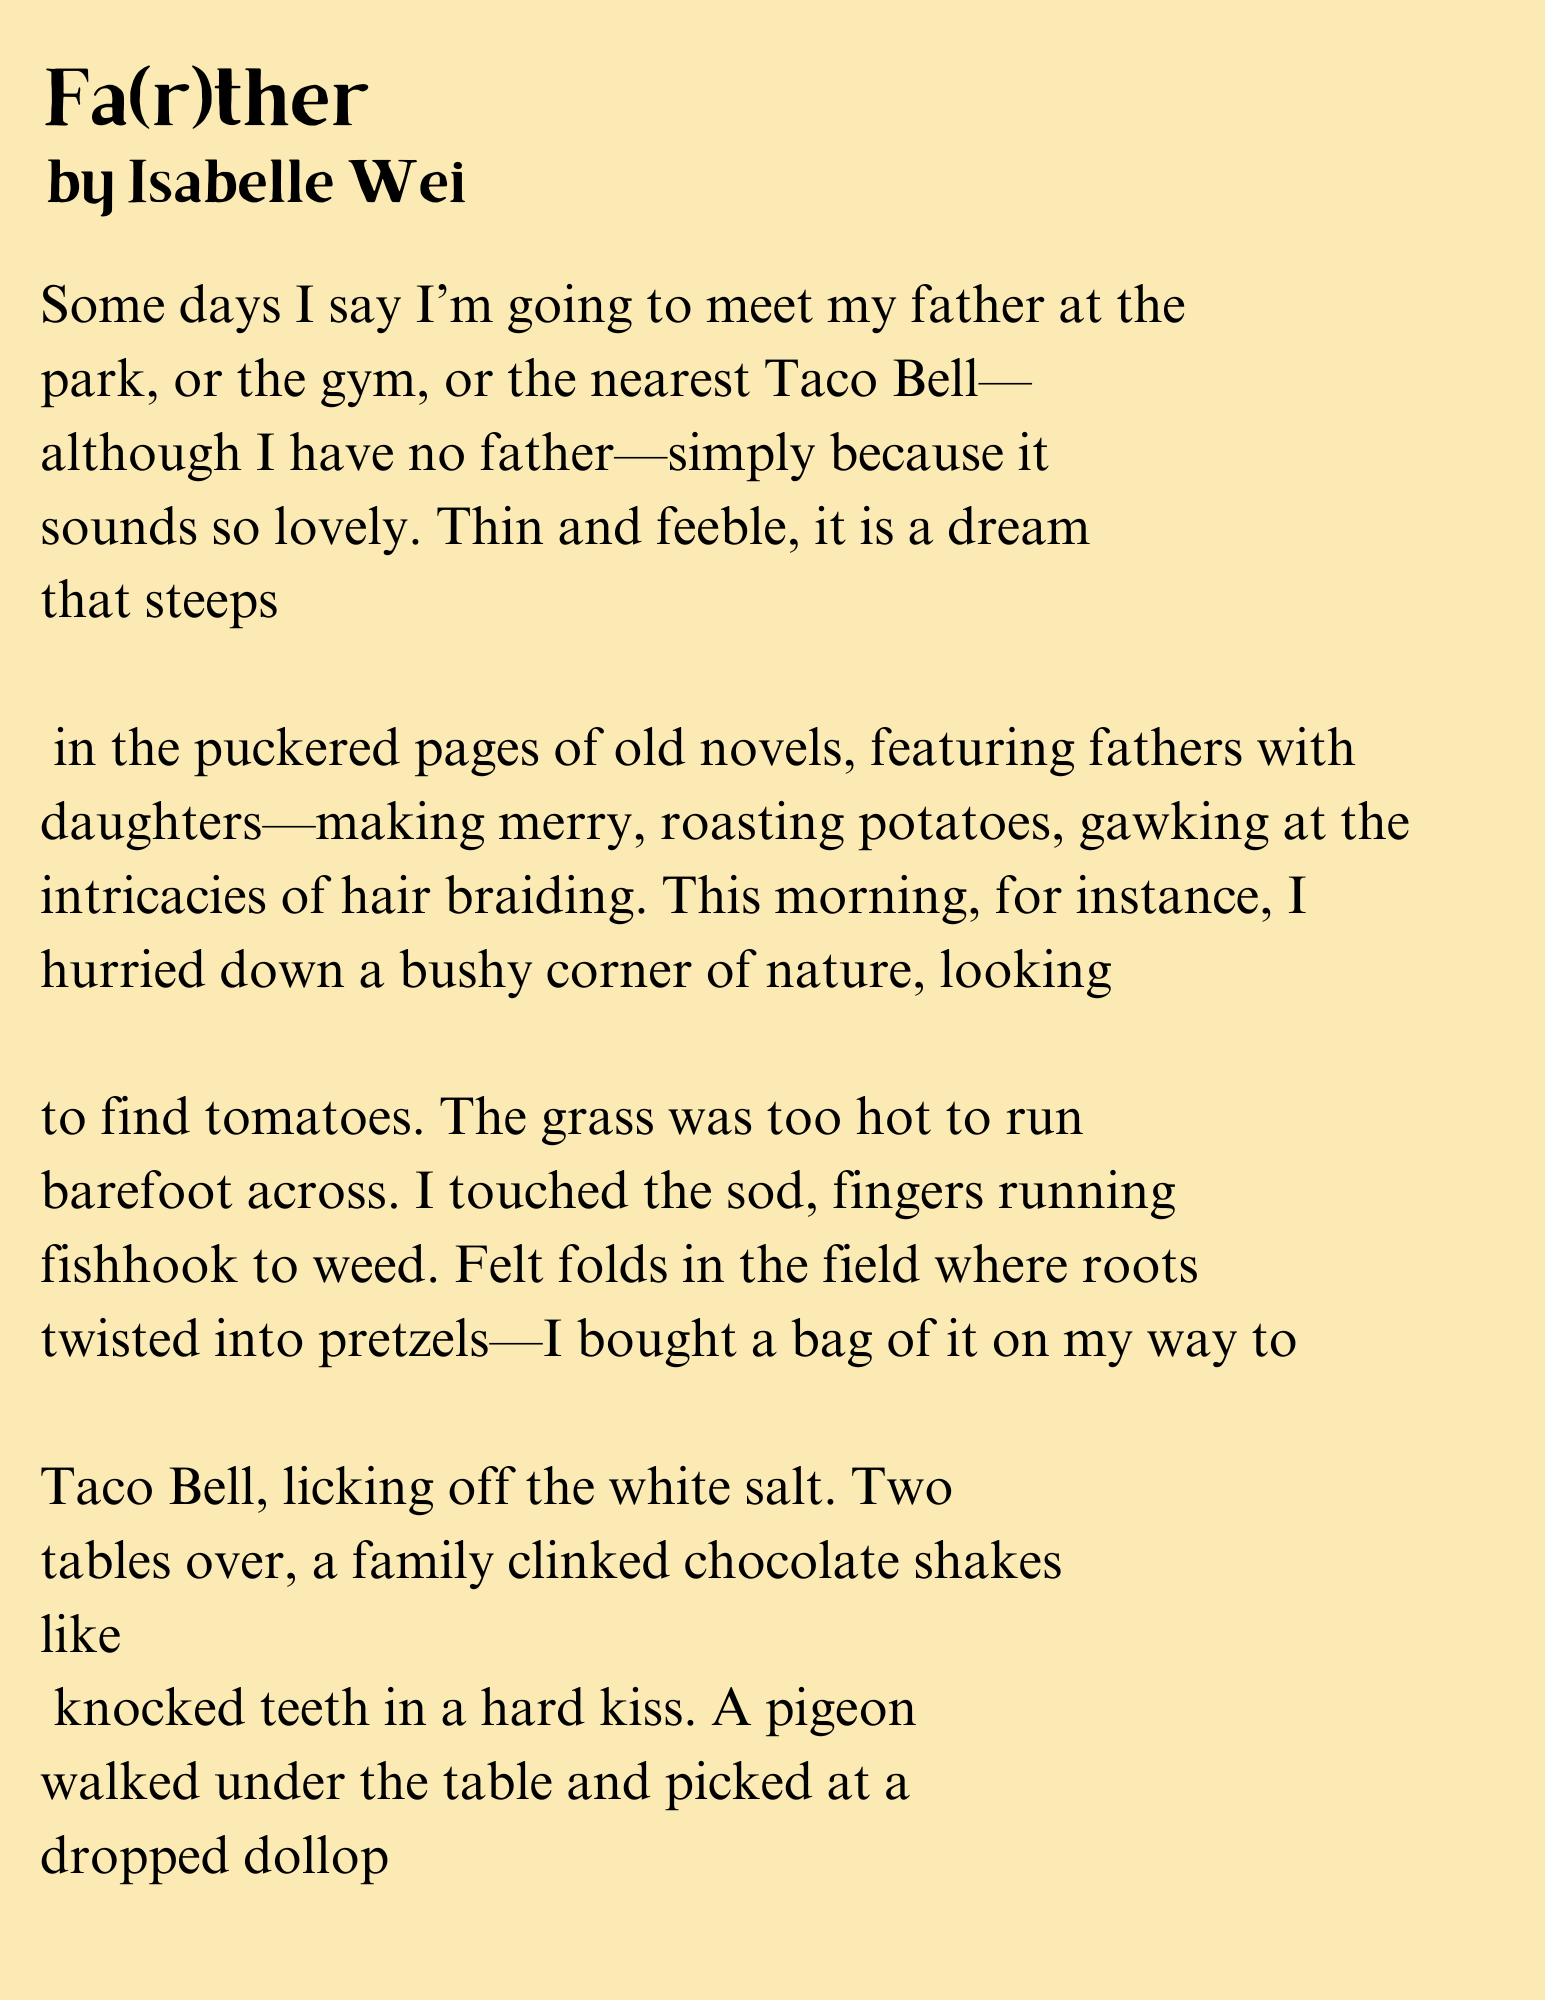 Fa(r)ther
by Isabelle Wei
Some days I say I’m going to meet my father at the
park, or the gym, or the nearest Taco Bell—
although I have no father—simply because it
sounds so lovely. Thin and feeble, it is a dream
that steeps
in the puckered pages of old novels, featuring fathers with
daughters—making merry, roasting potatoes, gawking at the
intricacies of hair braiding. This morning, for instance, I
hurried down a bushy corner of nature, looking
to find tomatoes. The grass was too hot to run
barefoot across. I touched the sod, fingers running
fishhook to weed. Felt folds in the field where roots
twisted into pretzels—I bought a bag of it on my way to
Taco Bell, licking off the white salt. Two
tables over, a family clinked chocolate shakes
like
knocked teeth in a hard kiss. A pigeon
walked under the table and picked at a
dropped dollop